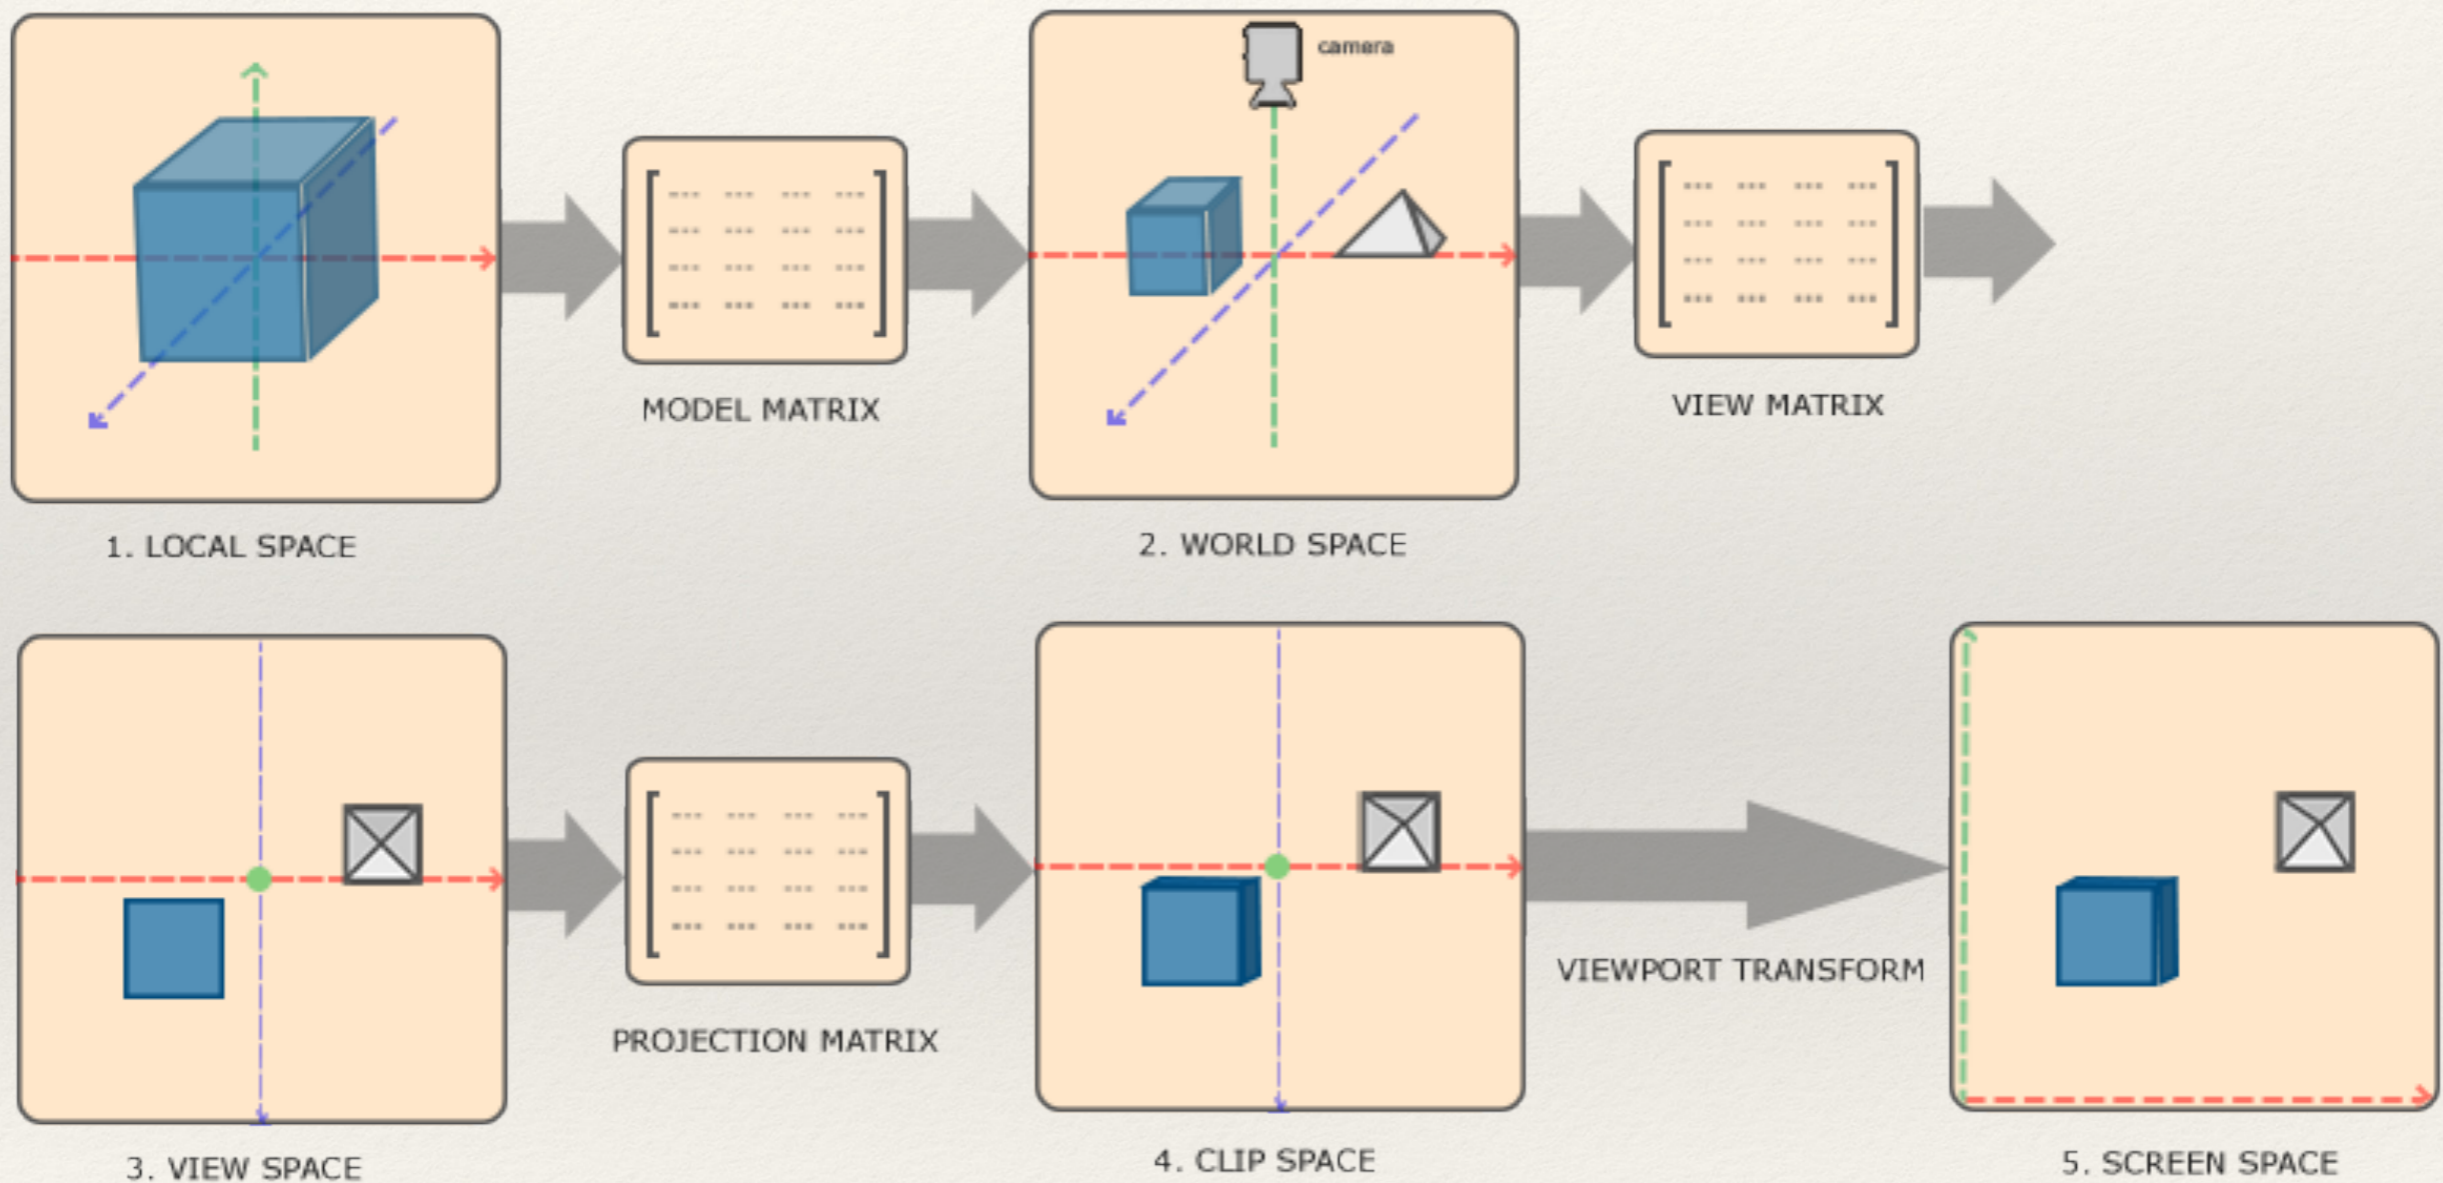 camera
MODEL MATRIX
VIEW MATRIX
1. LOCAL SPACE
2. WORLD SPACE
PROJECTION MATRIX
VIEWPORT TRANSFORM
3. VIEW SPACE
4. CLIP SPACE
5. SCREEN SPACE